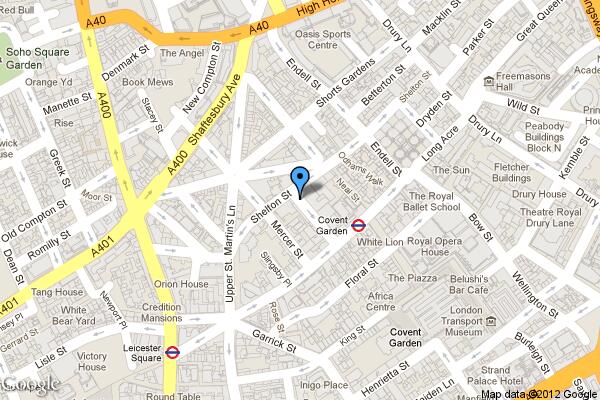 Red Bull
A40
A40
High Ho
Oasis Sports
Centre
Macklin St
Great Queen
Kingsway
Soho Square
Garden
Denmark St
The Angel
Drury Ln
Parker St
Endell St
Shorts Gardens
Betterton St
Shelton St
Freemasons
Hall
Acade
Orange Yd
Book Mews
New Compton St
Manette St
Stacey St
Rise
A400
Shaftesbury Ave
A400
Dryden St
Wild St
Drury Ln
Peabody
Buildings
Block N
Kemble St
Greek St
Endell St
Long Acre
Odhams Walk
Neal St
The Sun
Fletcher
Buildings
Drury House
Moor St
Old Compton St
Romilly St
Dean St
A401
A401
Upper St. Martin's Ln
Shelton St
Mercer St
Covent
Garden
The Royal
Ballet School
Theatre Royal
Drury Lane
Bow St
White Lion
Royal Opera
House
Tang House
Orion House
Slingsby Pl
Floral St
The Piazza
Belushi's
Bar Cafe
Wellington St
Newport Pl
Credition
Mansions
White
Bear Yard
Rose St
Africa
Centre
London
Transport
Museum
Gerrard St
Lisle St
Leicester
Square
Garrick St
King St
Covent
Garden
Burleigh St
Victory
House
Round Table
Inigo Place
Henrietta St
Maiden Ln
Strand
Palace Hotel
Google
Map data @2012 Google